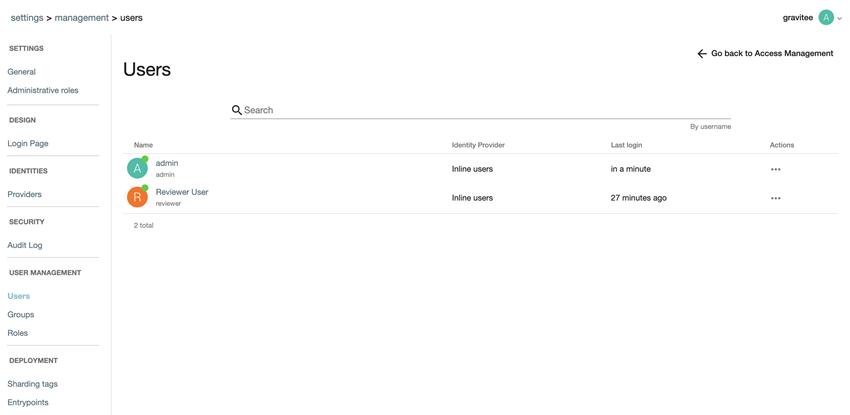 settings > management > users
gravitee A
SETTINGS
General
Administrative roles
DESIGN
Login Page
IDENTITIES
Providers
SECURITY
Audit Log
USER MANAGEMENT
Users
Groups
Roles
DEPLOYMENT
Sharding tags
Entrypoints
Go back to Access Management
Users
Search
By username
Name Identity Provider Last login Actions
A admin Inline users in a minute
admin
R Reviewer User Inline users 27 minutes ago
reviewer
2 total